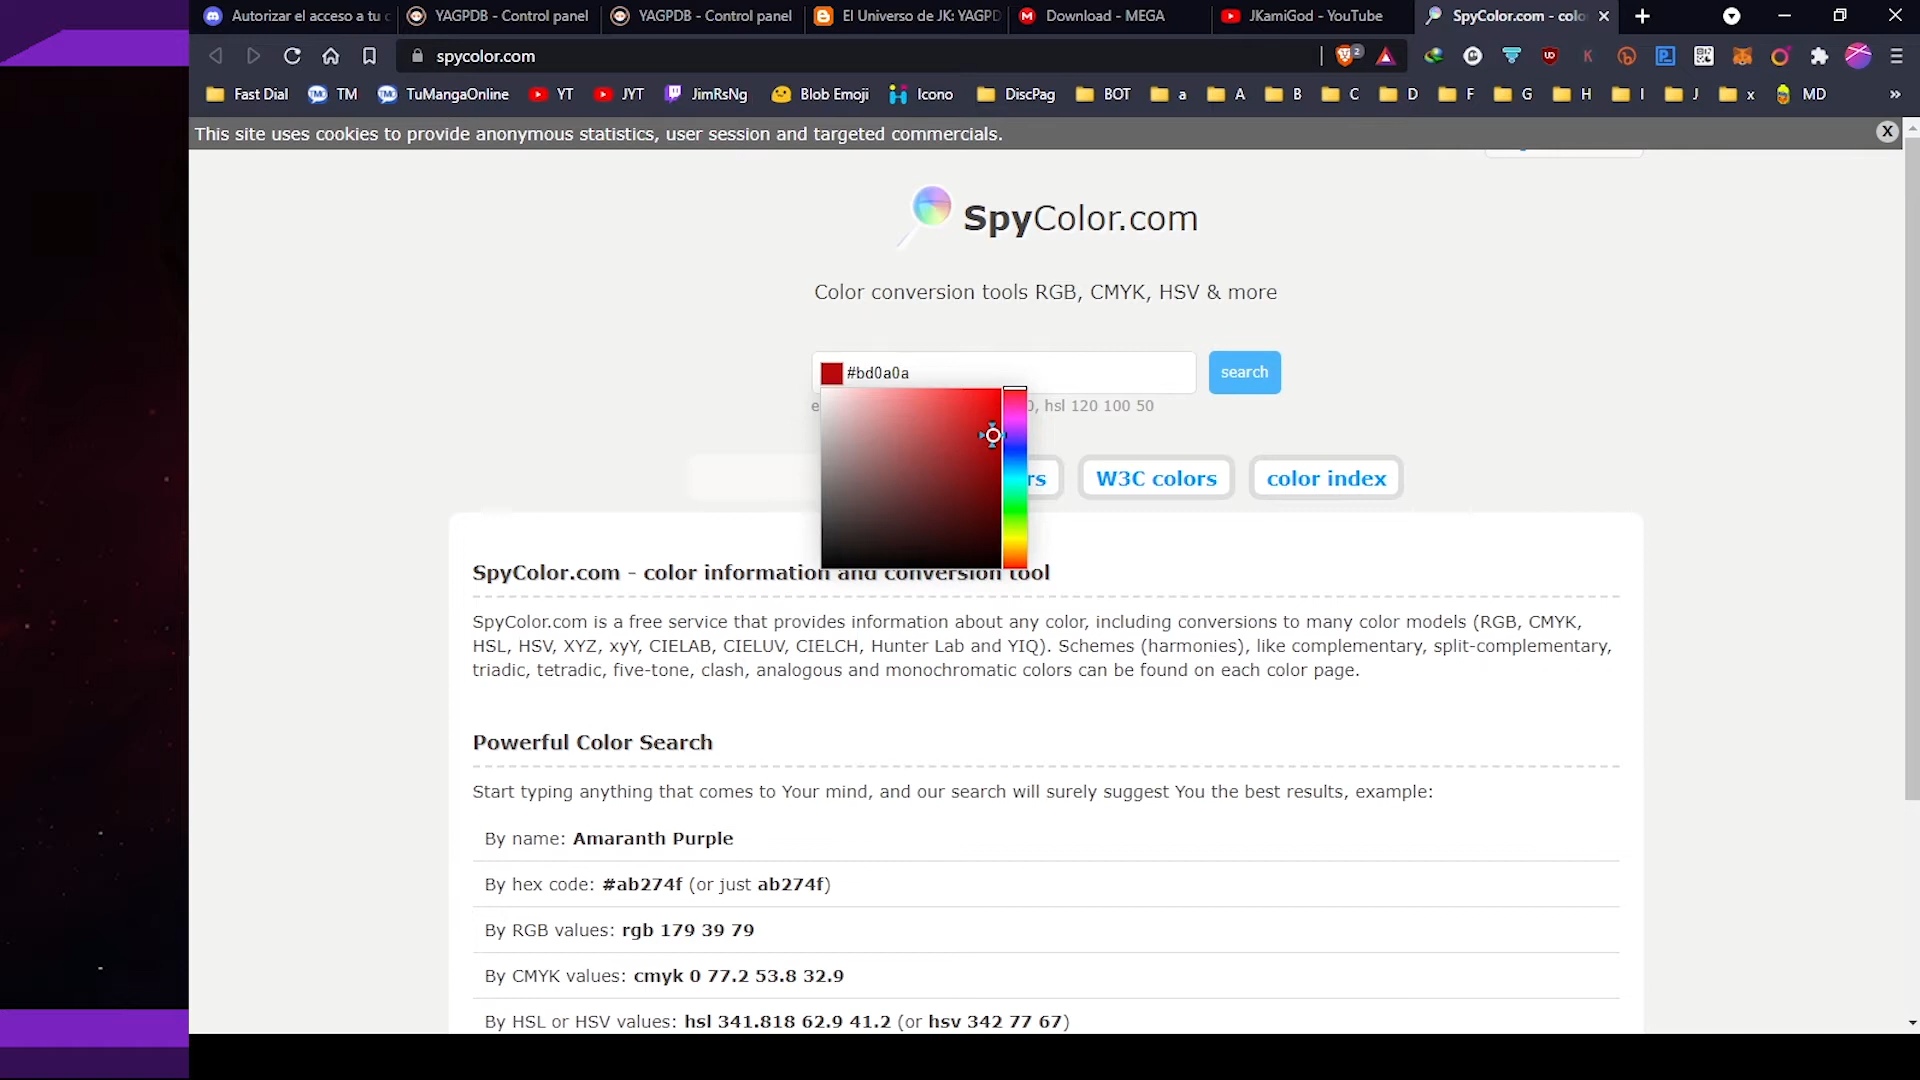 Autorizar el acceso a tu c
YAGPDB - Control panel
YAGPDB - Control panel
El Universo de JK: YAGPD
Download - MEGA
JKamiGod - YouTube
SpyColor.com - colo
spycolor.com
2
Fast Dial
TM
TuMangaOnline
YT
JYT
JimRsNg
Blob Emoji
Icono
DiscPag
BOT
a
A
B
C
D
F
G
H
I
J
x
MD
This site uses cookies to provide anonymous statistics, user session and targeted commercials.
X
SpyColor.com
Color conversion tools RGB, CMYK, HSV & more
#bd0a0a
search
e 0, hsl 120 100 50
rs
W3C colors
color index
SpyColor.com - color information and conversion tool
SpyColor.com is a free service that provides information about any color, including conversions to many color models (RGB, CMYK,
HSL, HSV, XYZ, xyY, CIELAB, CIELUV, CIELCH, Hunter Lab and YIQ). Schemes (harmonies), like complementary, split-complementary,
triadic, tetradic, five-tone, clash, analogous and monochromatic colors can be found on each color page.
Powerful Color Search
Start typing anything that comes to Your mind, and our search will surely suggest You the best results, example:
By name: Amaranth Purple
By hex code: #ab274f (or just ab274f)
By RGB values: rgb 179 39 79
By CMYK values: cmyk 0 77.2 53.8 32.9
By HSL or HSV values: hsl 341.818 62.9 41.2 (or hsv 342 77 67)